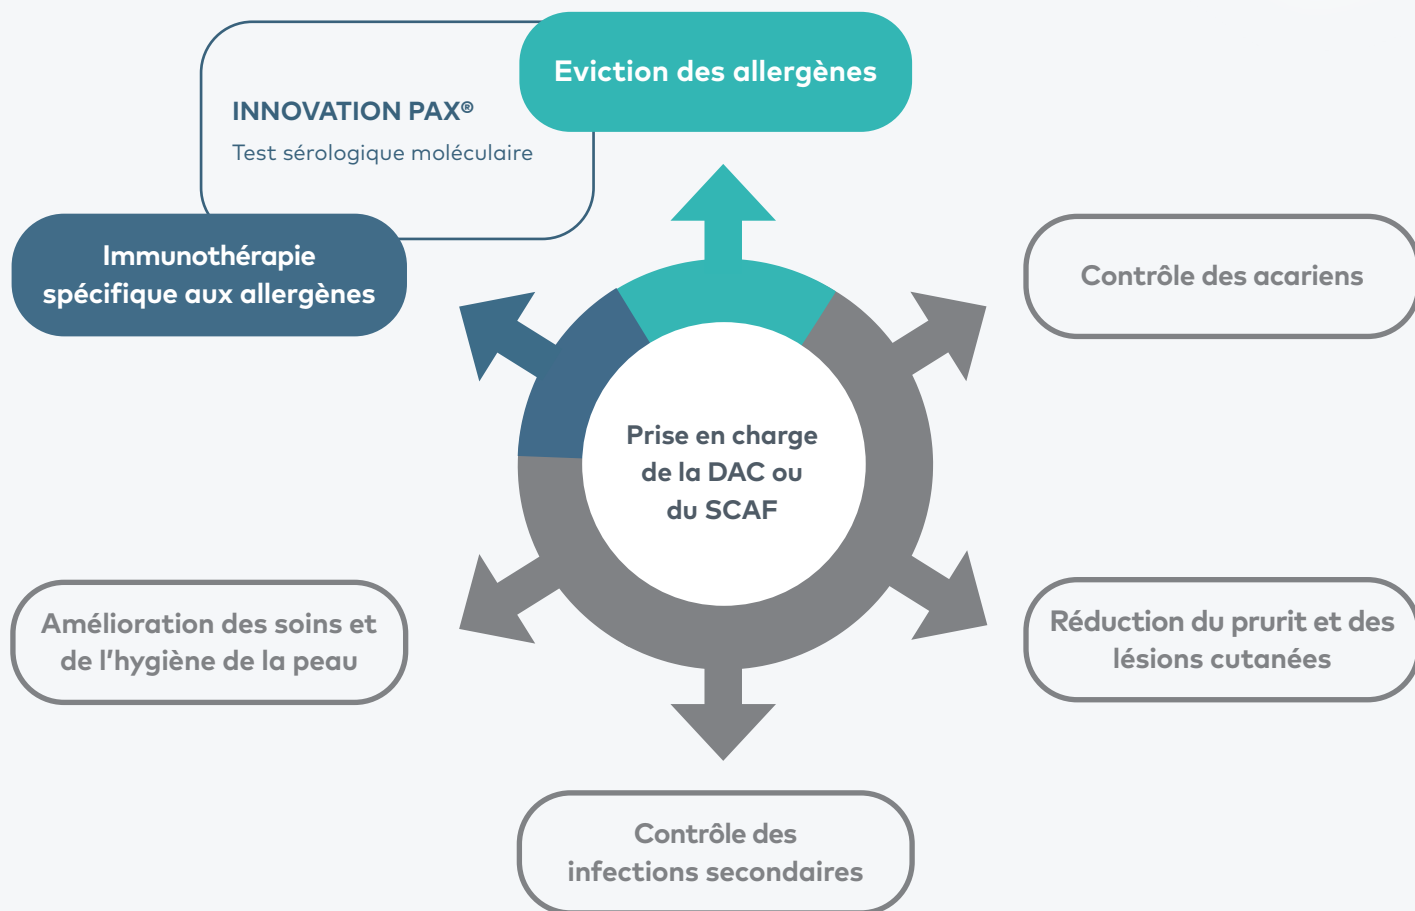 Eviction des allergènes
INNOVATION PAX®
Test sérologique moléculaire
Immunothérapie
spécifique aux allergènes
Contrôle des acariens
Prise en charge
de la DAC ou
du SCAF
Amélioration des soins et
de l'hygiène de la peau
Réduction du prurit et des
lésions cutanées
Contrôle des
infections secondaires